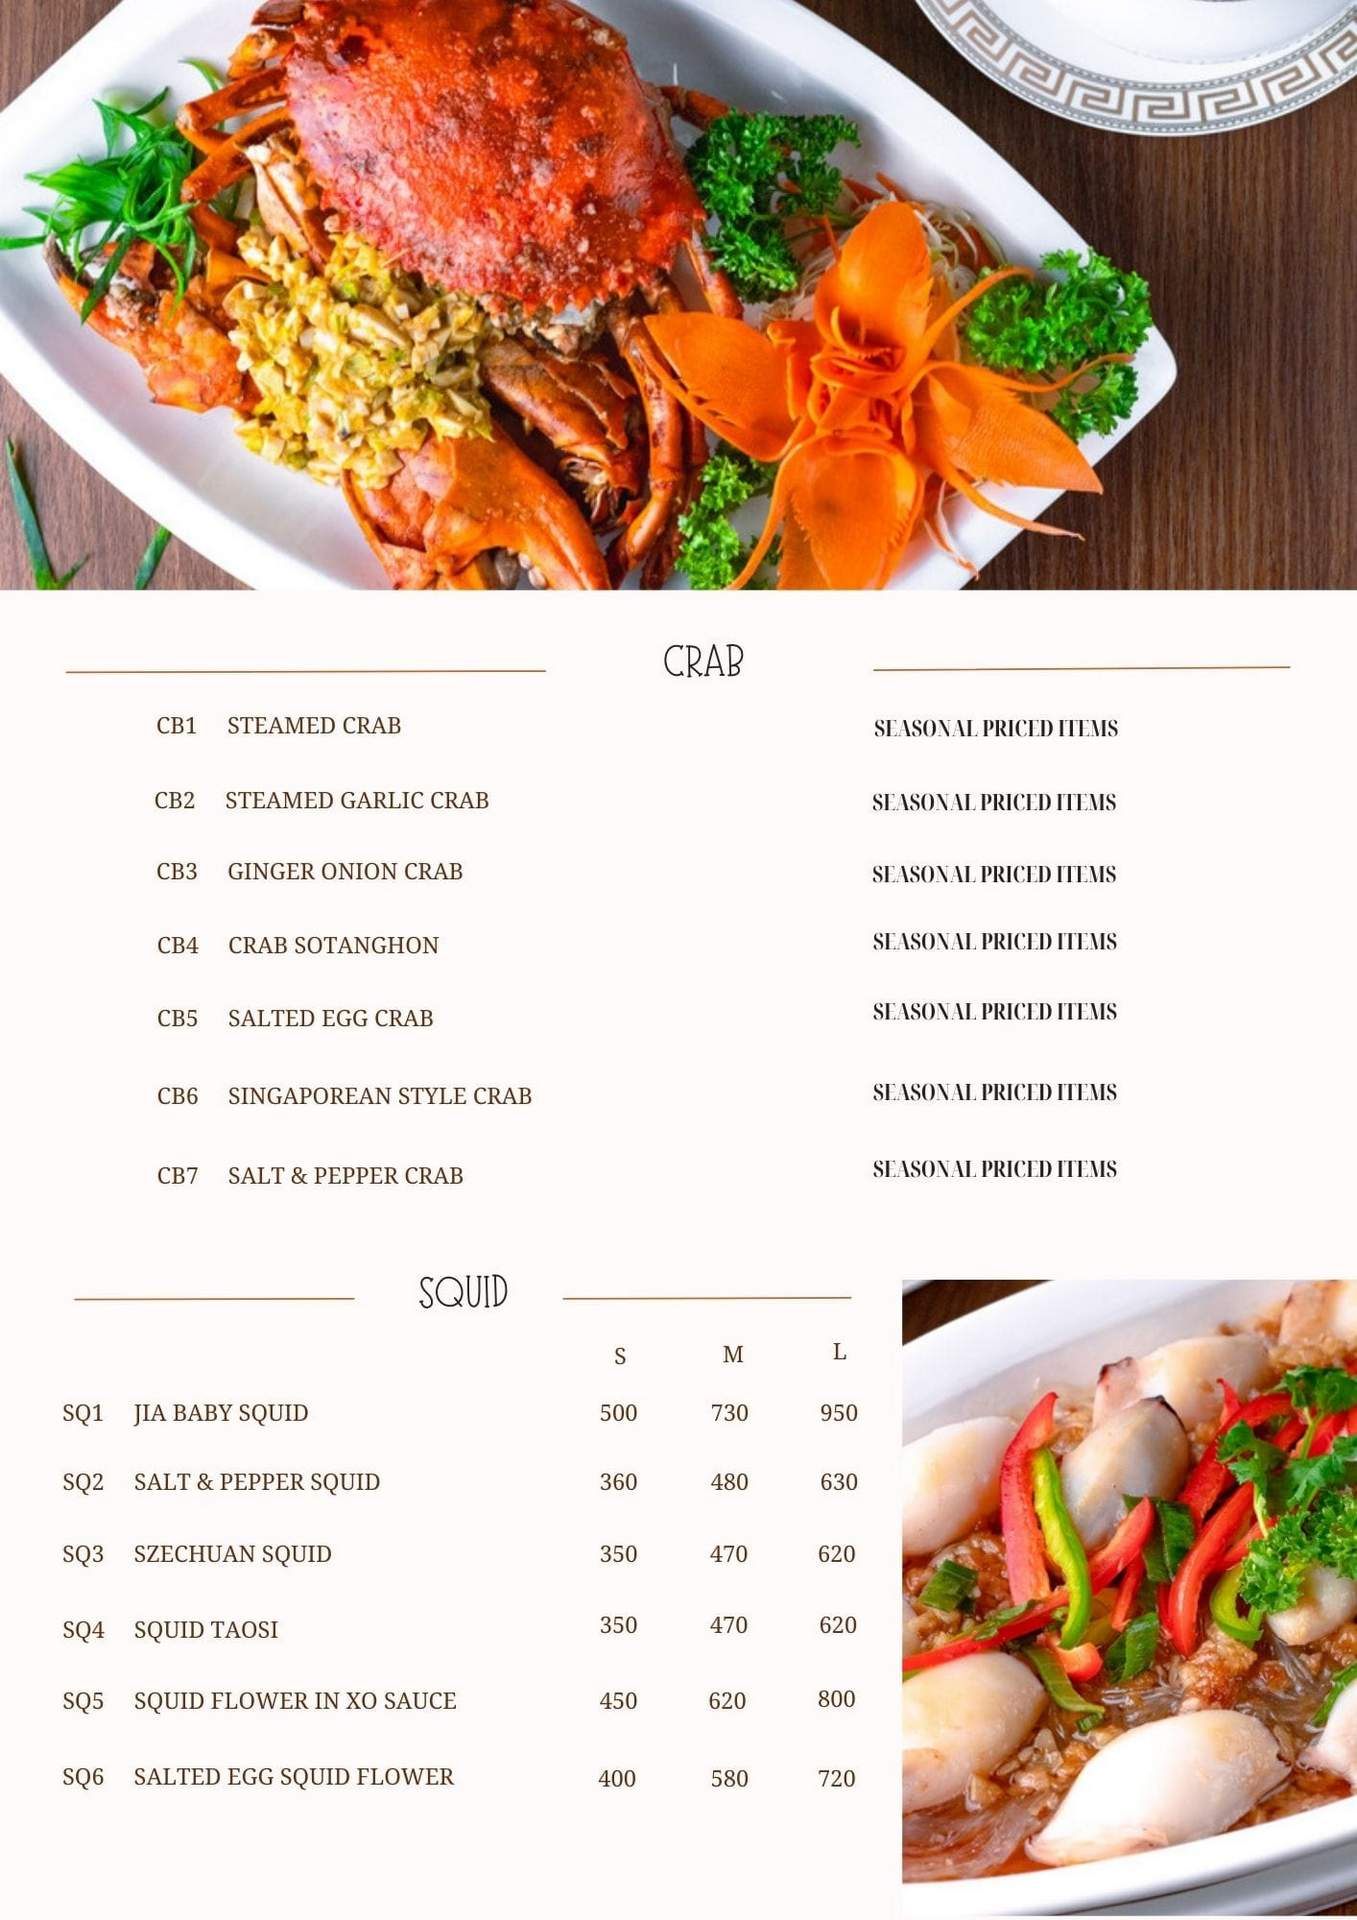 CRAB
CB1 STEAMED CRAB SEASONAL PRICED ITEMS
CB2 STEAMED GARLIC CRAB SEASONAL PRICED ITEMS
CB3 GINGER ONION CRAB SEASONAL PRICED ITEMS
CB4 CRAB SOTANGHON SEASONAL PRICED ITEMS
CB5 SALTED EGG CRAB SEASONAL PRICED ITEMS
CB6 SINGAPOREAN STYLE CRAB SEASONAL PRICED ITEMS
CB7 SALT & PEPPER CRAB SEASONAL PRICED ITEMS
SQUID
S M L
SQ1 JIA BABY SQUID 500 730 950
SQ2 SALT & PEPPER SQUID 360 480 630
SQ3 SZECHUAN SQUID 350 470 620
SQ4 SQUID TAOSI 350 470 620
SQ5 SQUID FLOWER IN XO SAUCE 450 620 800
SQ6 SALTED EGG SQUID FLOWER 400 580 720